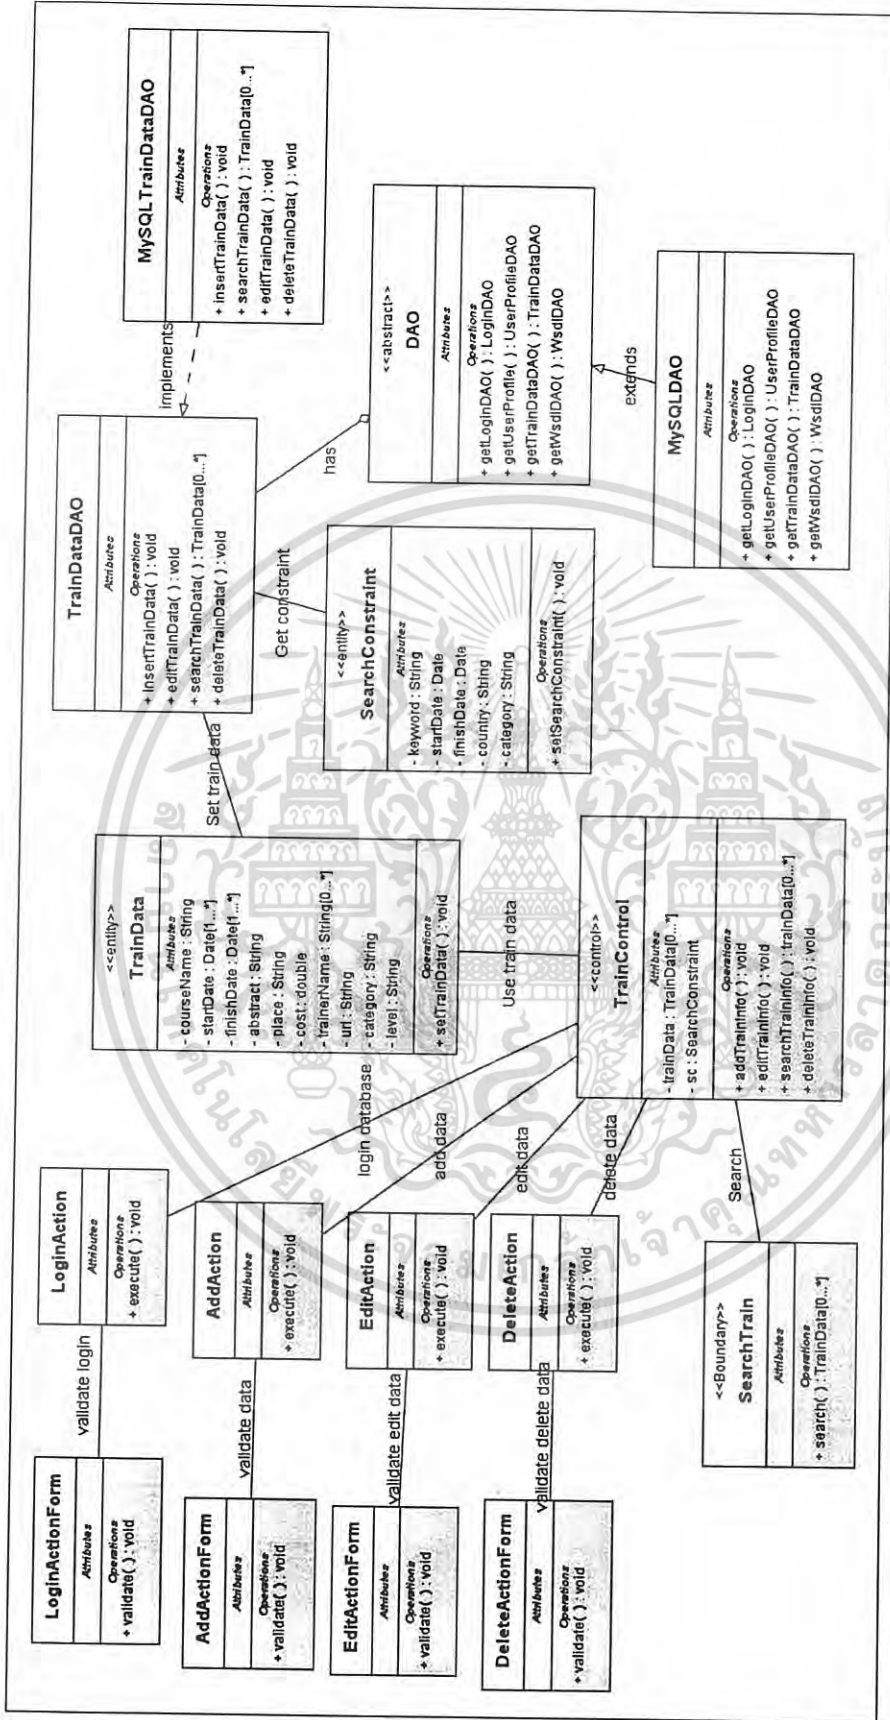 LoginActionForm
Attributes
Operations
+ validate( ) : void
validate login
LoginAction
Attributes
Operations
+ execute( ) : void
login database
AddActionForm
Attributes
Operations
+ validate( ) : void
validate data
AddAction
Attributes
Operations
+ execute( ) : void
add data
EditActionForm
Attributes
Operations
+ validate( ) : void
validate edit data
EditAction
Attributes
Operations
+ execute( ) : void
edit data
DeleteActionForm
Attributes
Operations
+ validate( ) : void
validate delete data
DeleteAction
Attributes
Operations
+ execute( ) : void
delete data
<<Boundary>>
SearchTrain
Attributes
Operations
+ search( ) : TrainData[0...*]
Search
<<entity>>
TrainData
Attributes
- courseName : String
- startDate : Date[1...*]
- finishDate : Date[1...*]
- abstract : String
- place : String
- cost : double
- trainerName : String[0...*]
- url : String
- category : String
- level : String
Operations
+ setTrainData( ) : void
Use train data
<<control>>
TrainControl
Attributes
- trainData : TrainData[0...*]
- sc : SearchConstraint
Operations
+ addTrainInfo( ) : void
+ editTrainInfo( ) : void
+ searchTrainInfo( ) : trainData[0...*]
+ deleteTrainInfo( ) : void
Set train data
TrainDataDAO
Attributes
Operations
+ InsertTrainData( ) : void
+ editTrainData( ) : void
+ searchTrainData( ) : TrainData[0...*]
+ deleteTrainData( ) : void
Get constraint
<<entity>>
SearchConstraint
Attributes
- keyword : String
- startDate : Date
- finishDate : Date
- country : String
- category : String
Operations
+ setSearchConstraint( ) : void
implements
MySQLTrainDataDAO
Attributes
Operations
+ insertTrainData( ) : void
+ searchTrainData( ) : TrainData[0...*]
+ editTrainData( ) : void
+ deleteTrainData( ) : void
has
<<abstract>>
DAO
Attributes
Operations
+ getLoginDAO( ) : LoginDAO
+ getUserProfile( ) : UserProfileDAO
+ getTrainDataDAO( ) : TrainDataDAO
+ getWsdlDAO( ) : WsdlDAO
extends
MySQLDAO
Attributes
Operations
+ getLoginDAO( ) : LoginDAO
+ getUserProfileDAO( ) : UserProfileDAO
+ getTrainDataDAO( ) : TrainDataDAO
+ getWsdlDAO( ) : WsdlDAO